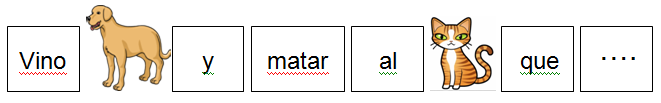 Vino y matar al que ....